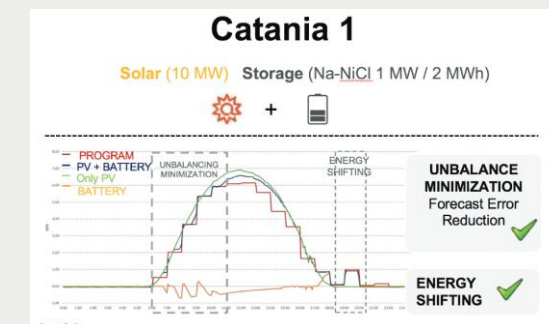 Catania 1
Solar (10 MW) Storage (Na-NiCl 1 MW / 2 MWh)
+
PROGRAM
PV + BATTERY
Only PV
BATTERY
UNBALANCING
MINIMIZATION
ENERGY
SHIFTING
UNBALANCE
MINIMIZATION
Forecast Error
Reduction
ENERGY
SHIFTING